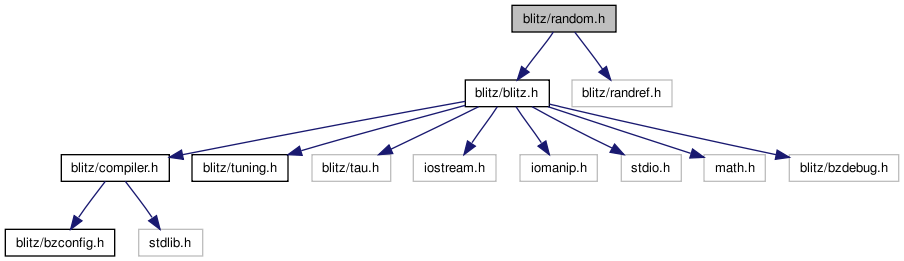 blitz/random.h
blitz/blitz.h
blitz/randref.h
blitz/compiler.h
blitz/tuning.h
blitz/tau.h
iostream.h
iomanip.h
stdio.h
math.h
blitz/bzdebug.h
blitz/bzconfig.h
stdlib.h